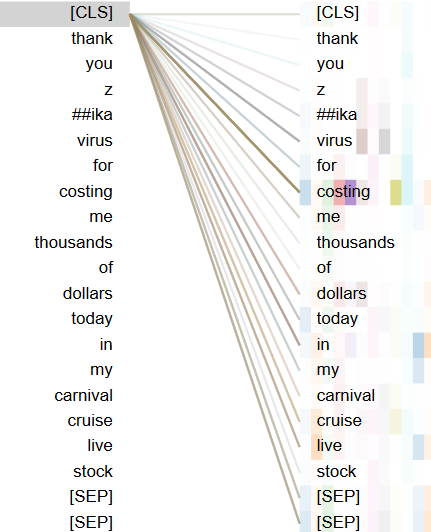 [CLS] [CLS]
thank thank
you you
z z
##ika ##ika
virus virus
for for
costing costing
me me
thousands thousands
of of
dollars dollars
today today
in in
my my
carnival carnival
cruise cruise
live live
stock stock
[SEP] [SEP]
[SEP] [SEP]